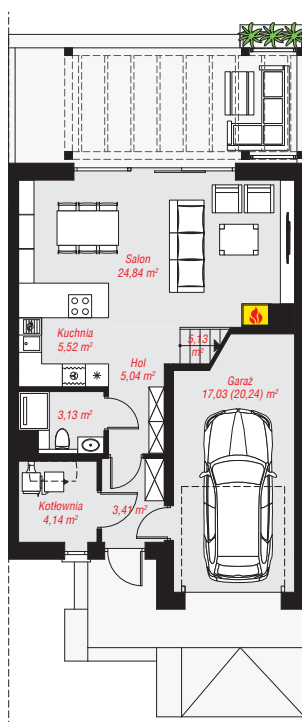 Salon
24,84 m²
Kuchnia
5,52 m²
5,13
m²
Hol
5,04 m²
Garaż
17,03 (20,24) m²
3,13 m²
Kotłownia
4,14 m²
3,41 m²